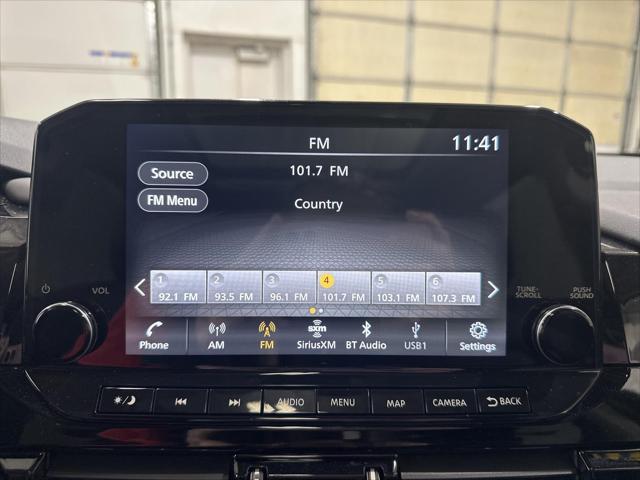 FM 11:41
Source 101.7 FM
FM Menu Country
VOL TUNE- SCROLL PUSH SOUND
1 2 3 4 5 6
92.1 FM 93.5 FM 96.1 FM 101.7 FM 103.1 FM 107.3 FM
Phone AM FM sxm SiriusXM BT Audio USB1 Settings
AUDIO MENU MAP CAMERA BACK